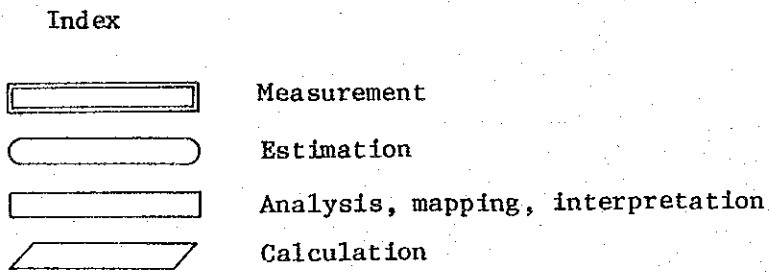 Index
Measurement
Estimation
Analysis, mapping, interpretation
Calculation